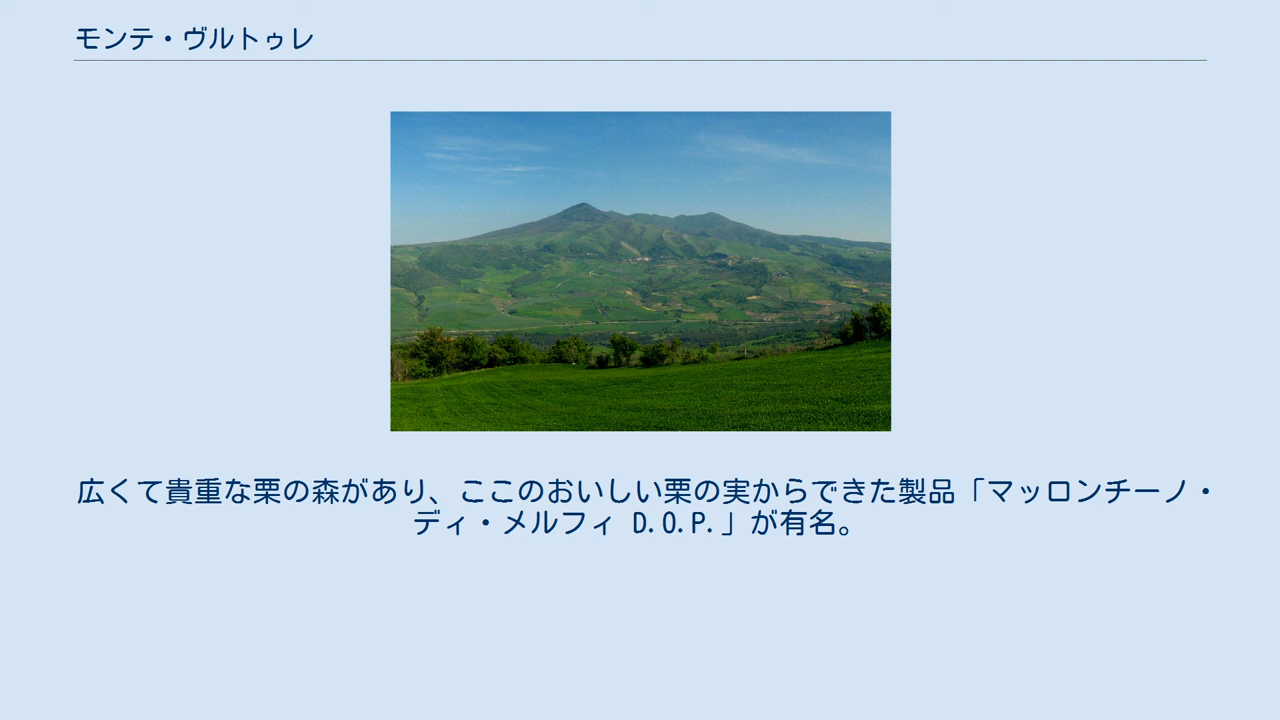 モンテ・ヴルトゥレ
広くて貴重な栗の森があり、ここのおいしい栗の実からできた製品「マッロンチーノ・
ディ・メルフィ D.O.P.」が有名。